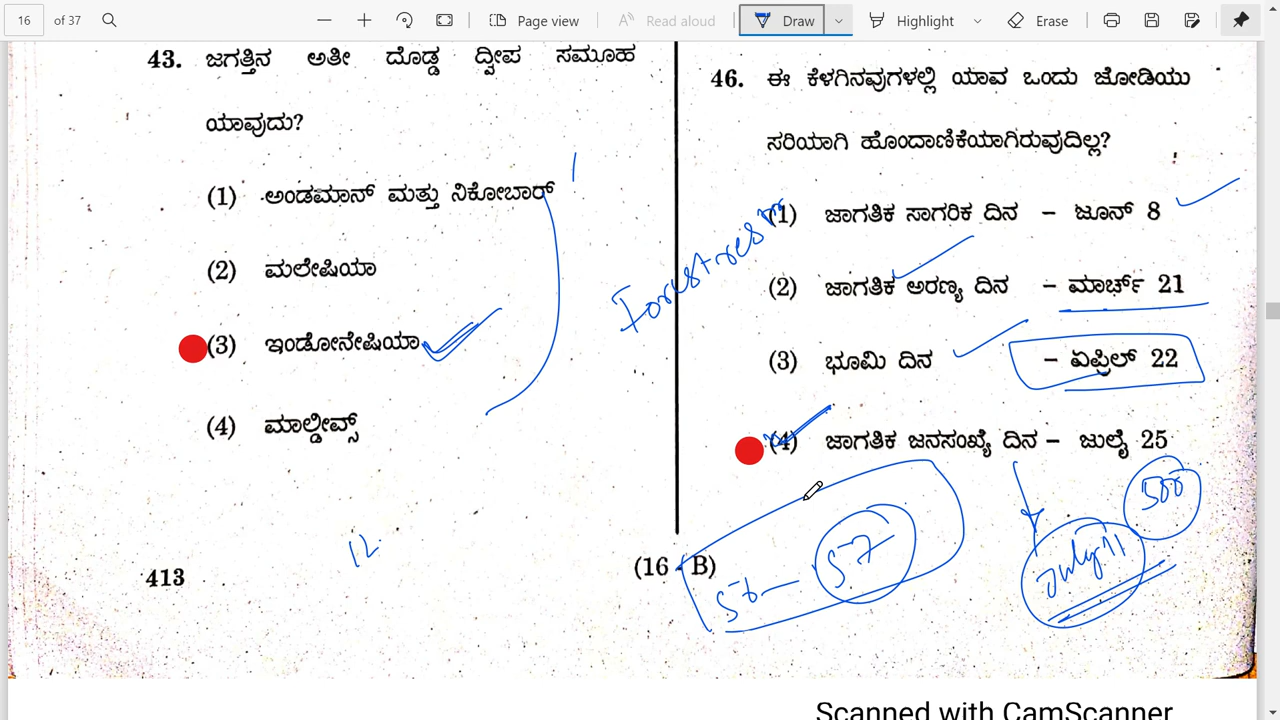 16 of 37 Page view Read aloud Draw Highlight Erase
43. ಜಗತ್ತಿನ ಅತೀ ದೊಡ್ಡ ದ್ವೀಪ ಸಮೂಹ
ಯಾವುದು?
(1) ಅಂಡಮಾನ್ ಮತ್ತು ನಿಕೋಬಾರ್
(2) ಮಲೇಷಿಯಾ
(3) ಇಂಡೋನೇಷಿಯಾ
(4) ಮಾಲ್ಡೀವ್ಸ್
12
413
46. ಈ ಕೆಳಗಿನವುಗಳಲ್ಲಿ ಯಾವ ಒಂದು ಜೋಡಿಯು
ಸರಿಯಾಗಿ ಹೊಂದಾಣಿಕೆಯಾಗಿರುವುದಿಲ್ಲ?
(1) ಜಾಗತಿಕ ಸಾಗರಿಕ ದಿನ – ಜೂನ್ 8
(2) ಜಾಗತಿಕ ಅರಣ್ಯ ದಿನ – ಮಾರ್ಚ್ 21
(3) ಭೂಮಿ ದಿನ – ಏಪ್ರಿಲ್ 22
(4) ಜಾಗತಿಕ ಜನಸಂಖ್ಯೆ ದಿನ – ಜುಲೈ 25
500
July 11
57
(16 - B)
Scanned with CamScanner